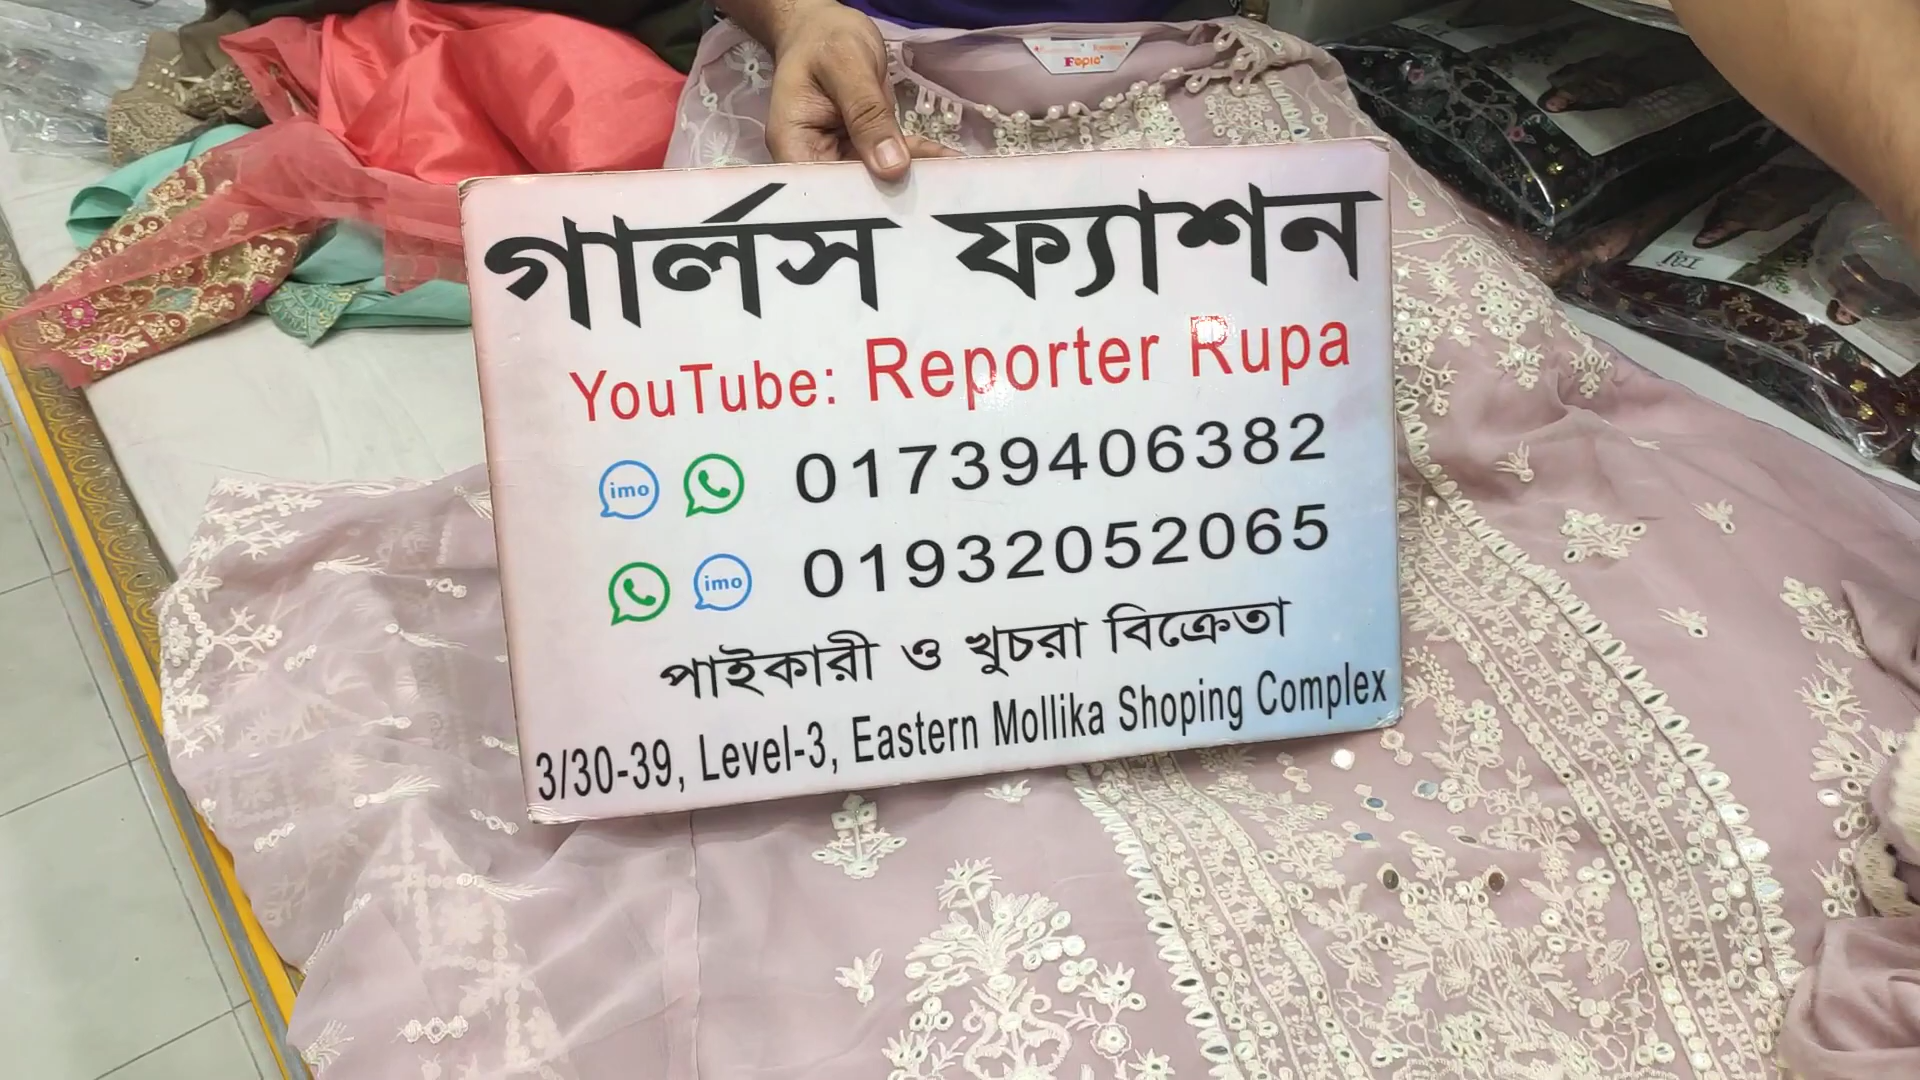 Fepic
গার্লস ফ্যাশন
YouTube: Reporter Rupa
imo 01739406382
imo 01932052065
পাইকারী ও খুচরা বিক্রেতা
3/30-39, Level-3, Eastern Mollika Shoping Complex